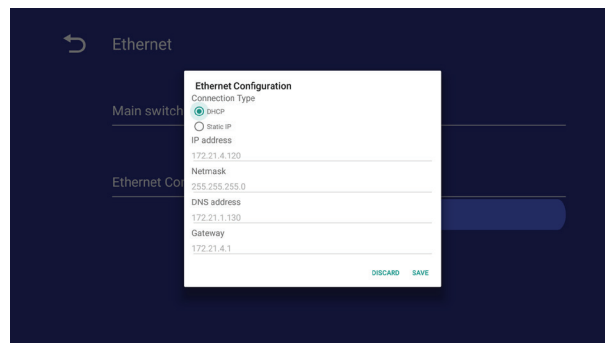 Ethernet
Ethernet Configuration
Connection Type
Main switch
DHCP
Static IP
IP address
172.21.4.120
Netmask
255.255.255.0
Ethernet Con
DNS address
172.21.1.130
Gateway
172.21.4.1
DISCARD SAVE